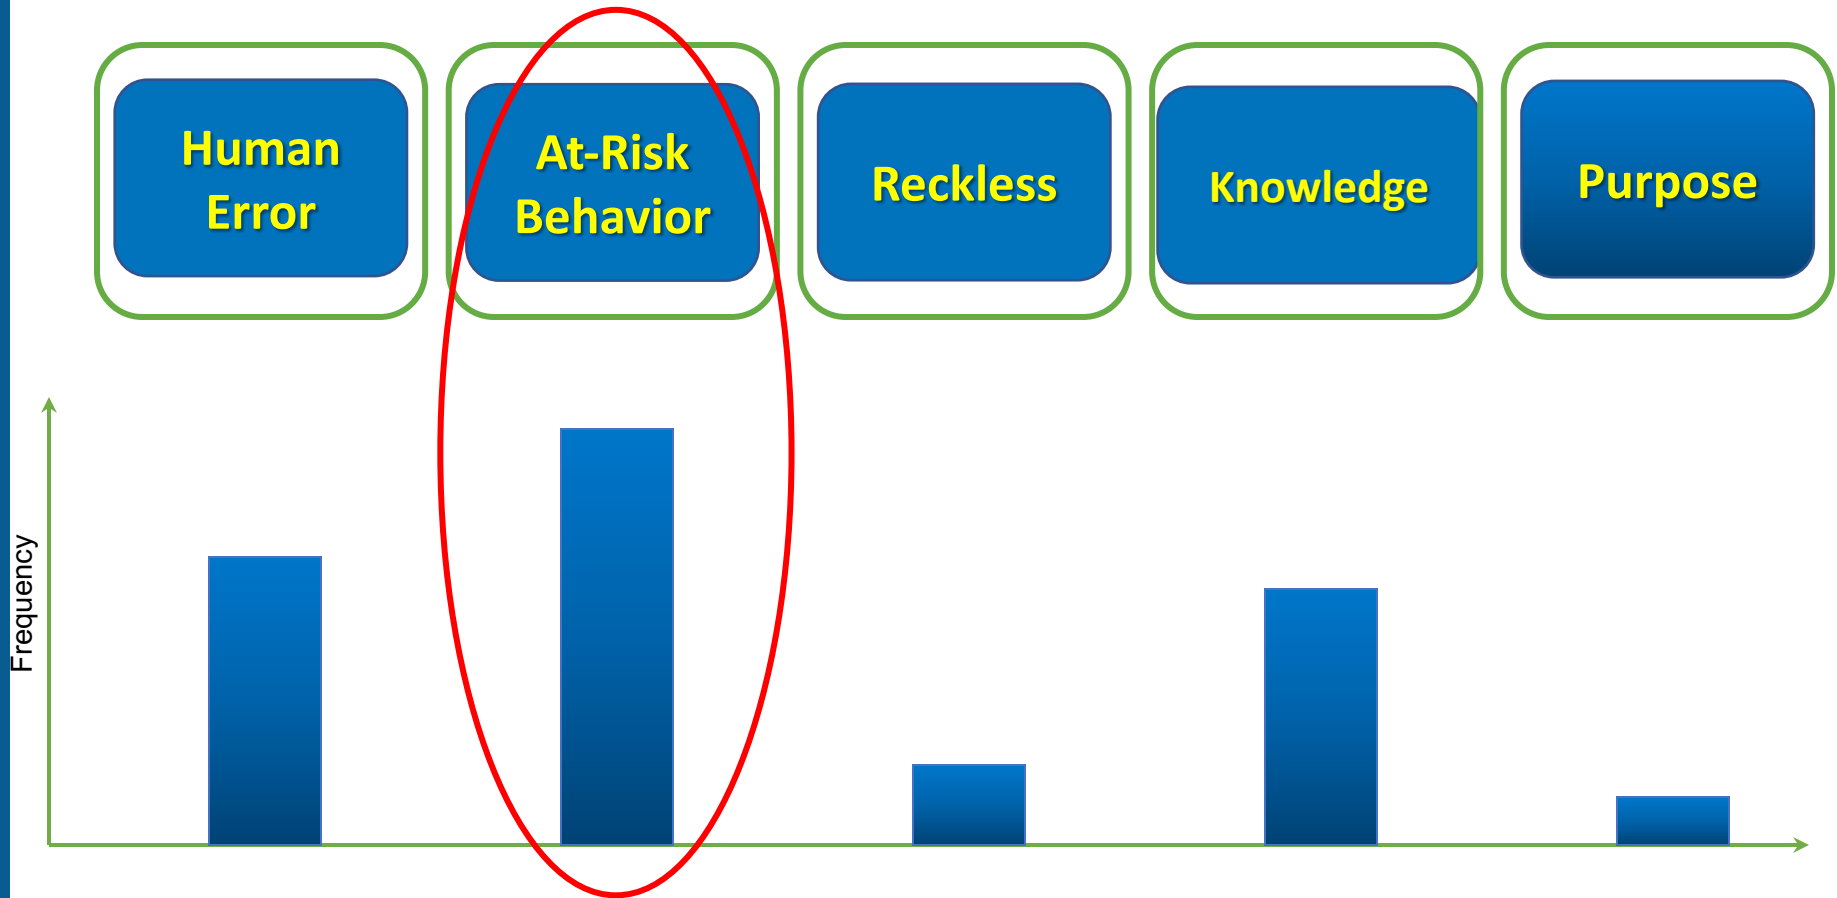 Human
Error
At-Risk
Behavior
Reckless
Knowledge
Purpose
Frequency